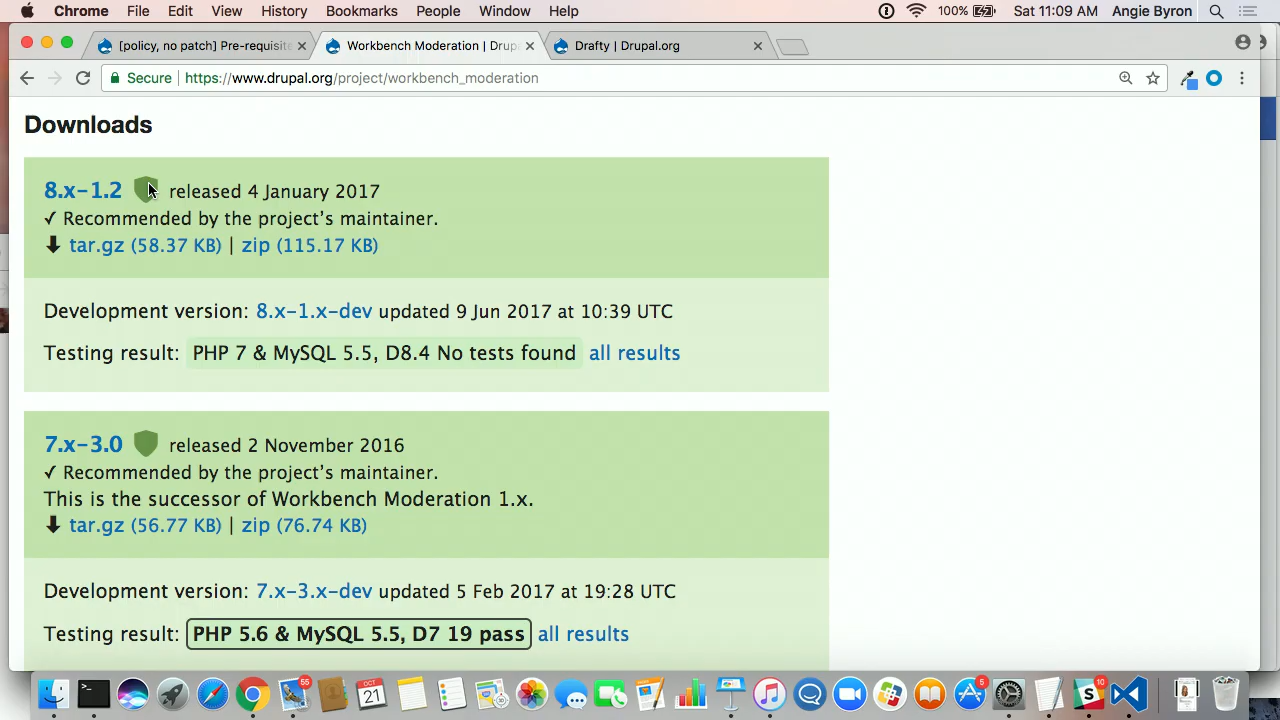 Chrome File Edit View History Bookmarks People Window Help 100% Sat 11:09 AM Angie Byron
[policy, no patch] Pre-requisite Workbench Moderation | Drup Drafty | Drupal.org
Secure https://www.drupal.org/project/workbench_moderation
Downloads
8.x-1.2 released 4 January 2017
✓ Recommended by the project's maintainer.
tar.gz (58.37 KB) | zip (115.17 KB)
Development version: 8.x-1.x-dev updated 9 Jun 2017 at 10:39 UTC
Testing result: PHP 7 & MySQL 5.5, D8.4 No tests found all results
7.x-3.0 released 2 November 2016
✓ Recommended by the project's maintainer.
This is the successor of Workbench Moderation 1.x.
tar.gz (56.77 KB) | zip (76.74 KB)
Development version: 7.x-3.x-dev updated 5 Feb 2017 at 19:28 UTC
Testing result: PHP 5.6 & MySQL 5.5, D7 19 pass all results
55 OCT 21 5 10